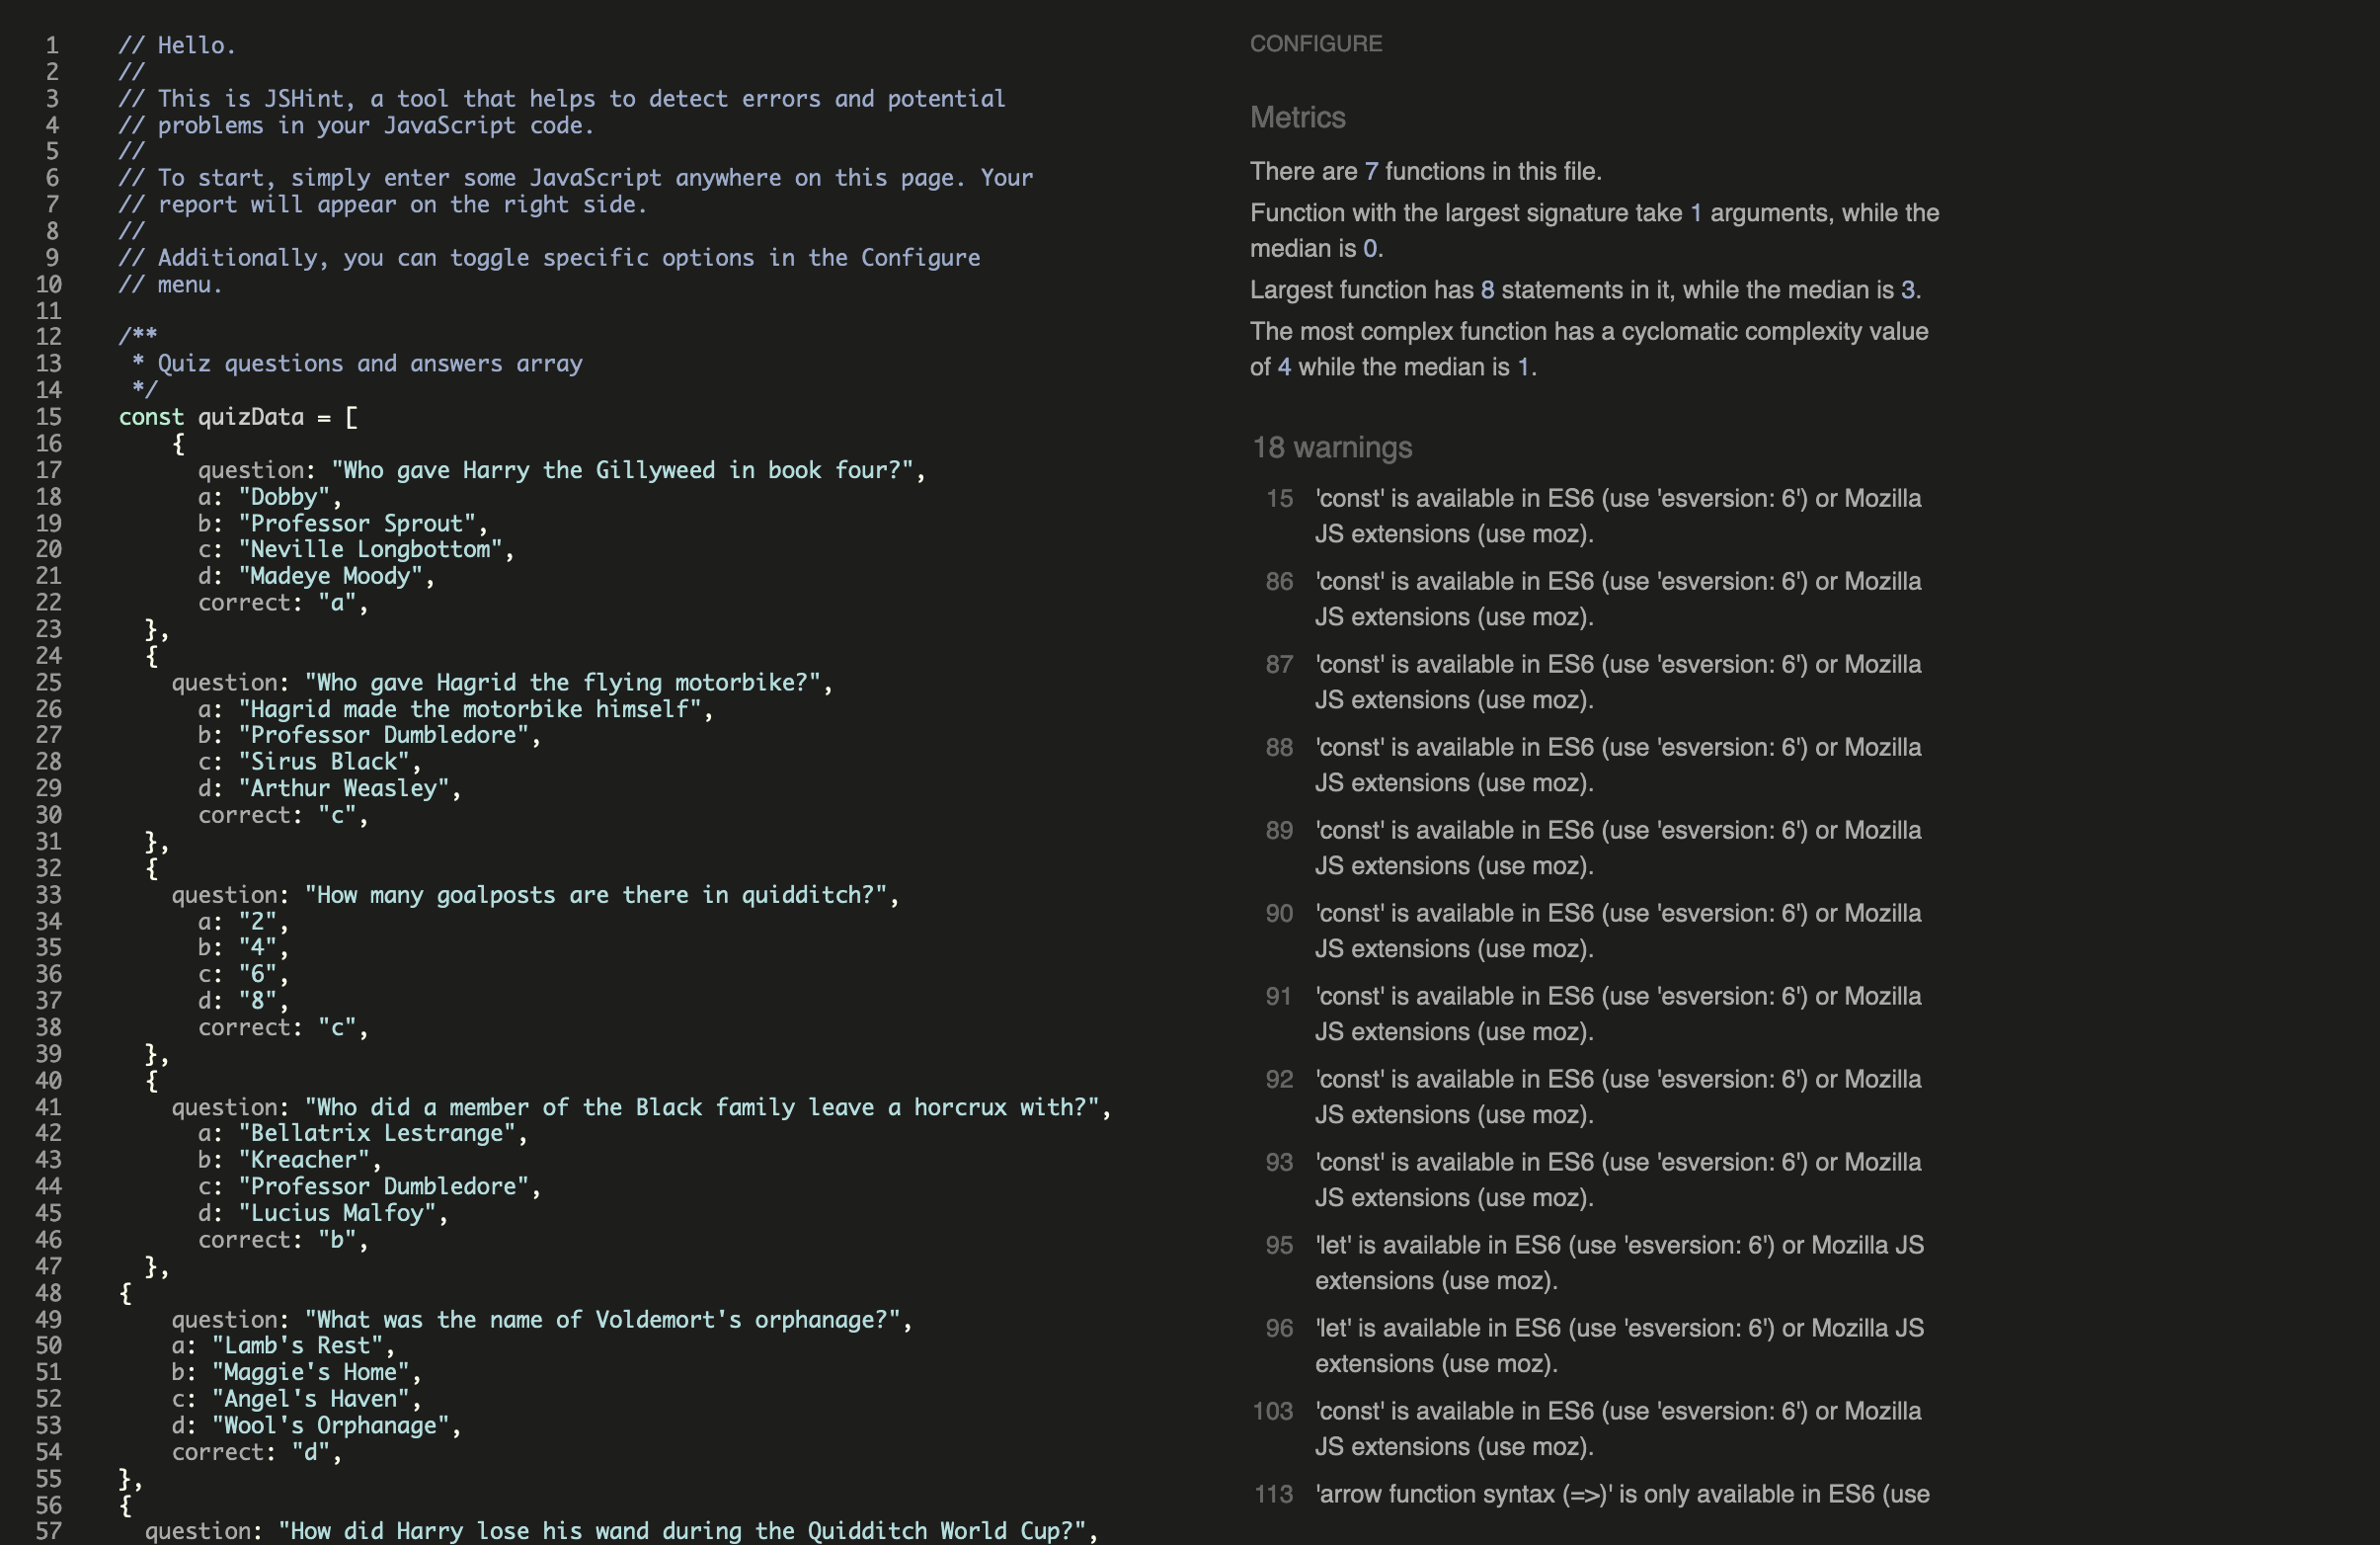 1 // Hello.
2 //
3 // This is JSHint, a tool that helps to detect errors and potential
4 // problems in your JavaScript code.
5 //
6 // To start, simply enter some JavaScript anywhere on this page. Your
7 // report will appear on the right side.
8 //
9 // Additionally, you can toggle specific options in the Configure
10 // menu.
11
12 /**
13 * Quiz questions and answers array
14 */
15 const quizData = [
16 {
17 question: "Who gave Harry the Gillyweed in book four?",
18 a: "Dobby",
19 b: "Professor Sprout",
20 c: "Neville Longbottom",
21 d: "Madeye Moody",
22 correct: "a",
23 },
24 {
25 question: "Who gave Hagrid the flying motorbike?",
26 a: "Hagrid made the motorbike himself",
27 b: "Professor Dumbledore",
28 c: "Sirus Black",
29 d: "Arthur Weasley",
30 correct: "c",
31 },
32 {
33 question: "How many goalposts are there in quidditch?",
34 a: "2",
35 b: "4",
36 c: "6",
37 d: "8",
38 correct: "c",
39 },
40 {
41 question: "Who did a member of the Black family leave a horcrux with?",
42 a: "Bellatrix Lestrange",
43 b: "Kreacher",
44 c: "Professor Dumbledore",
45 d: "Lucius Malfoy",
46 correct: "b",
47 },
48 {
49 question: "What was the name of Voldemort's orphanage?",
50 a: "Lamb's Rest",
51 b: "Maggie's Home",
52 c: "Angel's Haven",
53 d: "Wool's Orphanage",
54 correct: "d",
55 },
56 {
57 question: "How did Harry lose his wand during the Quidditch World Cup?",
CONFIGURE
Metrics
There are 7 functions in this file.
Function with the largest signature take 1 arguments, while the
median is 0.
Largest function has 8 statements in it, while the median is 3.
The most complex function has a cyclomatic complexity value
of 4 while the median is 1.
18 warnings
15 'const' is available in ES6 (use 'esversion: 6') or Mozilla
JS extensions (use moz).
86 'const' is available in ES6 (use 'esversion: 6') or Mozilla
JS extensions (use moz).
87 'const' is available in ES6 (use 'esversion: 6') or Mozilla
JS extensions (use moz).
88 'const' is available in ES6 (use 'esversion: 6') or Mozilla
JS extensions (use moz).
89 'const' is available in ES6 (use 'esversion: 6') or Mozilla
JS extensions (use moz).
90 'const' is available in ES6 (use 'esversion: 6') or Mozilla
JS extensions (use moz).
91 'const' is available in ES6 (use 'esversion: 6') or Mozilla
JS extensions (use moz).
92 'const' is available in ES6 (use 'esversion: 6') or Mozilla
JS extensions (use moz).
93 'const' is available in ES6 (use 'esversion: 6') or Mozilla
JS extensions (use moz).
95 'let' is available in ES6 (use 'esversion: 6') or Mozilla JS
extensions (use moz).
96 'let' is available in ES6 (use 'esversion: 6') or Mozilla JS
extensions (use moz).
103 'const' is available in ES6 (use 'esversion: 6') or Mozilla
JS extensions (use moz).
113 'arrow function syntax (=>)' is only available in ES6 (use